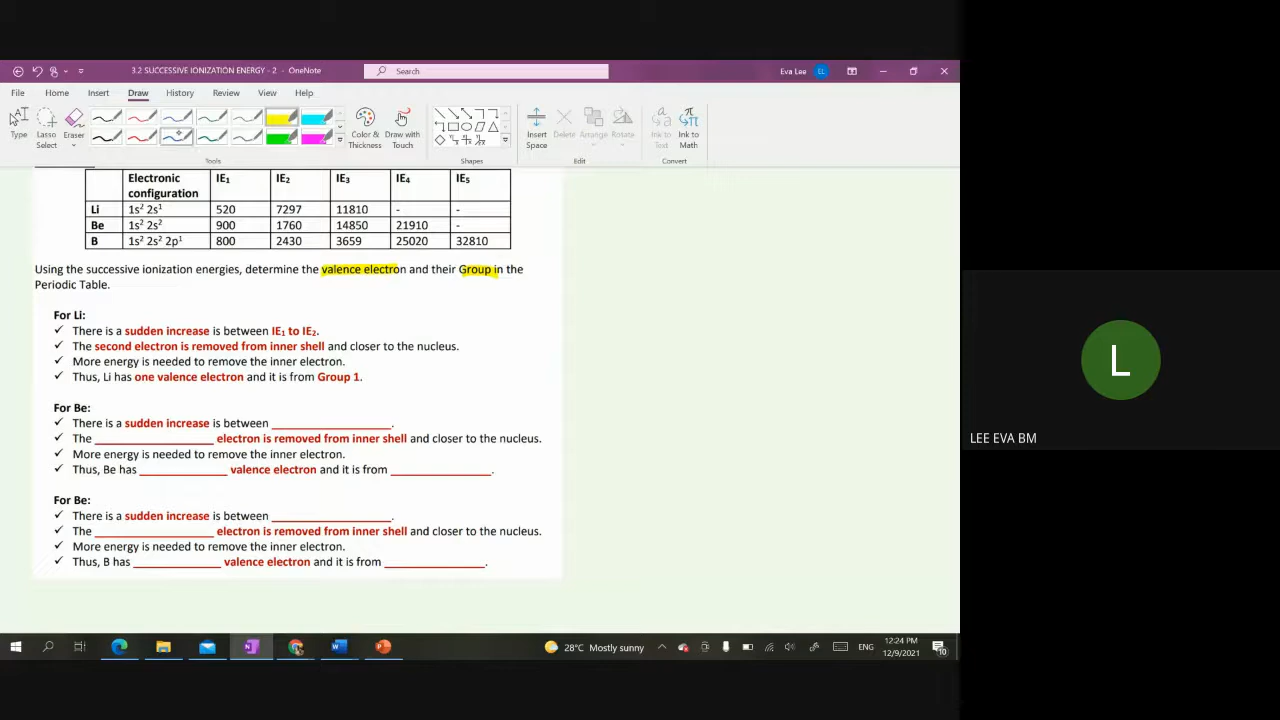 3.2 SUCCESSIVE IONIZATION ENERGY - 2 - OneNote
Search
Eva Lee
EL
File Home Insert Draw History Review View Help
Type
Lasso Select
Eraser
Color & Thickness
Draw with Touch
Insert Space
Delete
Arrange
Rotate
Ink to Text
Ink to Math
Tools
Shapes
Edit
Convert
Electronic configuration IE₁ IE₂ IE₃ IE₄ IE₅
Li 1s² 2s¹ 520 7297 11810 - -
Be 1s² 2s² 900 1760 14850 21910 -
B 1s² 2s² 2p¹ 800 2430 3659 25020 32810
Using the successive ionization energies, determine the valence electron and their Group in the
Periodic Table.
For Li:
✓ There is a sudden increase is between IE₁ to IE₂.
✓ The second electron is removed from inner shell and closer to the nucleus.
✓ More energy is needed to remove the inner electron.
✓ Thus, Li has one valence electron and it is from Group 1.
For Be:
✓ There is a sudden increase is between ____________________.
✓ The ____________________ electron is removed from inner shell and closer to the nucleus.
✓ More energy is needed to remove the inner electron.
✓ Thus, Be has _______________ valence electron and it is from _________________.
For Be:
✓ There is a sudden increase is between ____________________.
✓ The ____________________ electron is removed from inner shell and closer to the nucleus.
✓ More energy is needed to remove the inner electron.
✓ Thus, B has _______________ valence electron and it is from _________________.
L
LEE EVA BM
28°C Mostly sunny
ENG
12:24 PM
12/9/2021
10